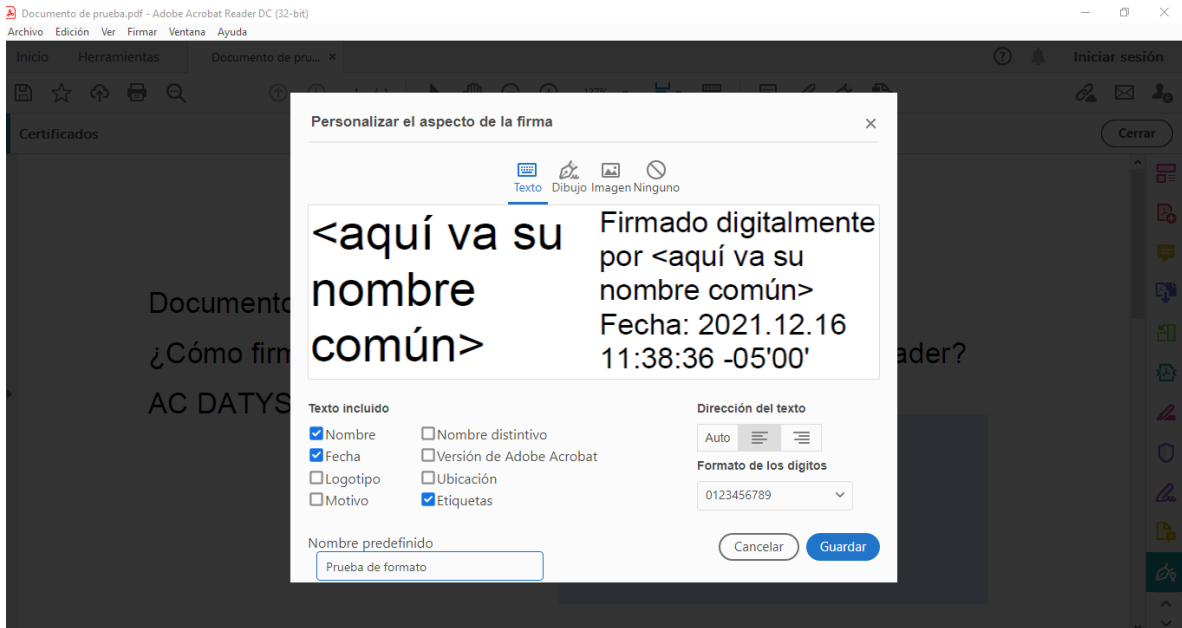 Documento de prueba.pdf - Adobe Acrobat Reader DC (32-bit)
Archivo Edición Ver Firmar Ventana Ayuda
Inicio Herramientas Documento de pru... × Iniciar sesión
Certificados Cerrar
Personalizar el aspecto de la firma
Texto Dibujo Imagen Ninguno
<aquí va su
nombre
común>
Firmado digitalmente
por <aquí va su
nombre común>
Fecha: 2021.12.16
11:38:36 -05'00'
Documento
¿Cómo firm
ader?
AC DATYS
Texto incluido
Nombre
Fecha
Logotipo
Motivo
Nombre distintivo
Versión de Adobe Acrobat
Ubicación
Etiquetas
Dirección del texto
Auto
Formato de los dígitos
0123456789
Nombre predefinido
Prueba de formato
Cancelar Guardar